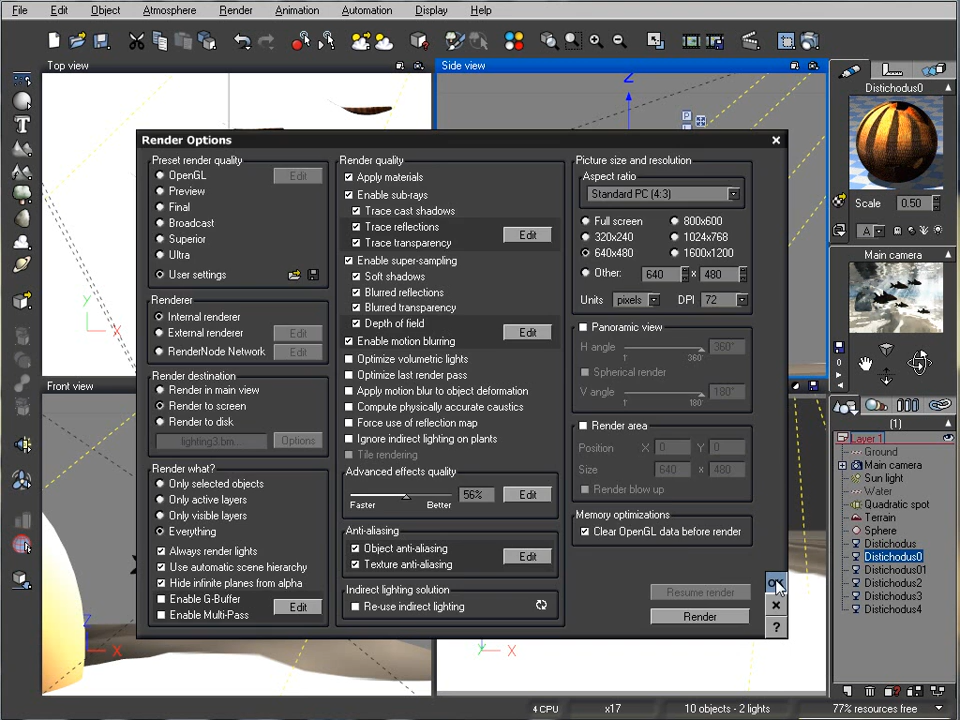 File Edit Object Atmosphere Render Animation Automation Display Help
Top view
Side view
Z
P
Distichodus0
Scale 0.50
A
Main camera
Y
X
Front view
Z
X
X
0
Render Options
Preset render quality
OpenGL Edit
Preview
Final
Broadcast
Superior
Ultra
User settings
Renderer
Internal renderer
External renderer Edit
RenderNode Network Edit
Render destination
Render in main view
Render to screen
Render to disk
lighting3.bm... Options
Render what?
Only selected objects
Only active layers
Only visible layers
Everything
Always render lights
Use automatic scene hierarchy
Hide infinite planes from alpha
Enable G-Buffer
Enable Multi-Pass
Edit
Render quality
Apply materials
Enable sub-rays
Trace cast shadows
Trace reflections
Trace transparency
Edit
Enable super-sampling
Soft shadows
Blurred reflections
Blurred transparency
Depth of field
Enable motion blurring
Edit
Optimize volumetric lights
Optimize last render pass
Apply motion blur to object deformation
Compute physically accurate caustics
Force use of reflection map
Ignore indirect lighting on plants
Tile rendering
Advanced effects quality
56% Edit
Faster Better
Anti-aliasing
Object anti-aliasing
Texture anti-aliasing
Edit
Indirect lighting solution
Re-use indirect lighting
Picture size and resolution
Aspect ratio
Standard PC (4:3)
Full screen 800x600
320x240 1024x768
640x480 1600x1200
Other: 640 x 480
Units pixels DPI 72
Panoramic view
H angle 360°
1° 360°
Spherical render
V angle 180°
1° 180°
Render area
Position X 0 Y 0
Size 640 x 480
Render blow up
Memory optimizations
Clear OpenGL data before render
Resume render
Render
OK
?
Layer 1
Ground
Main camera
Sun light
Water
Quadratic spot
Terrain
Sphere
Distichodus
Distichodus0
Distichodus01
Distichodus2
Distichodus3
Distichodus4
(1)
4 CPU x17 10 objects - 2 lights 77% resources free